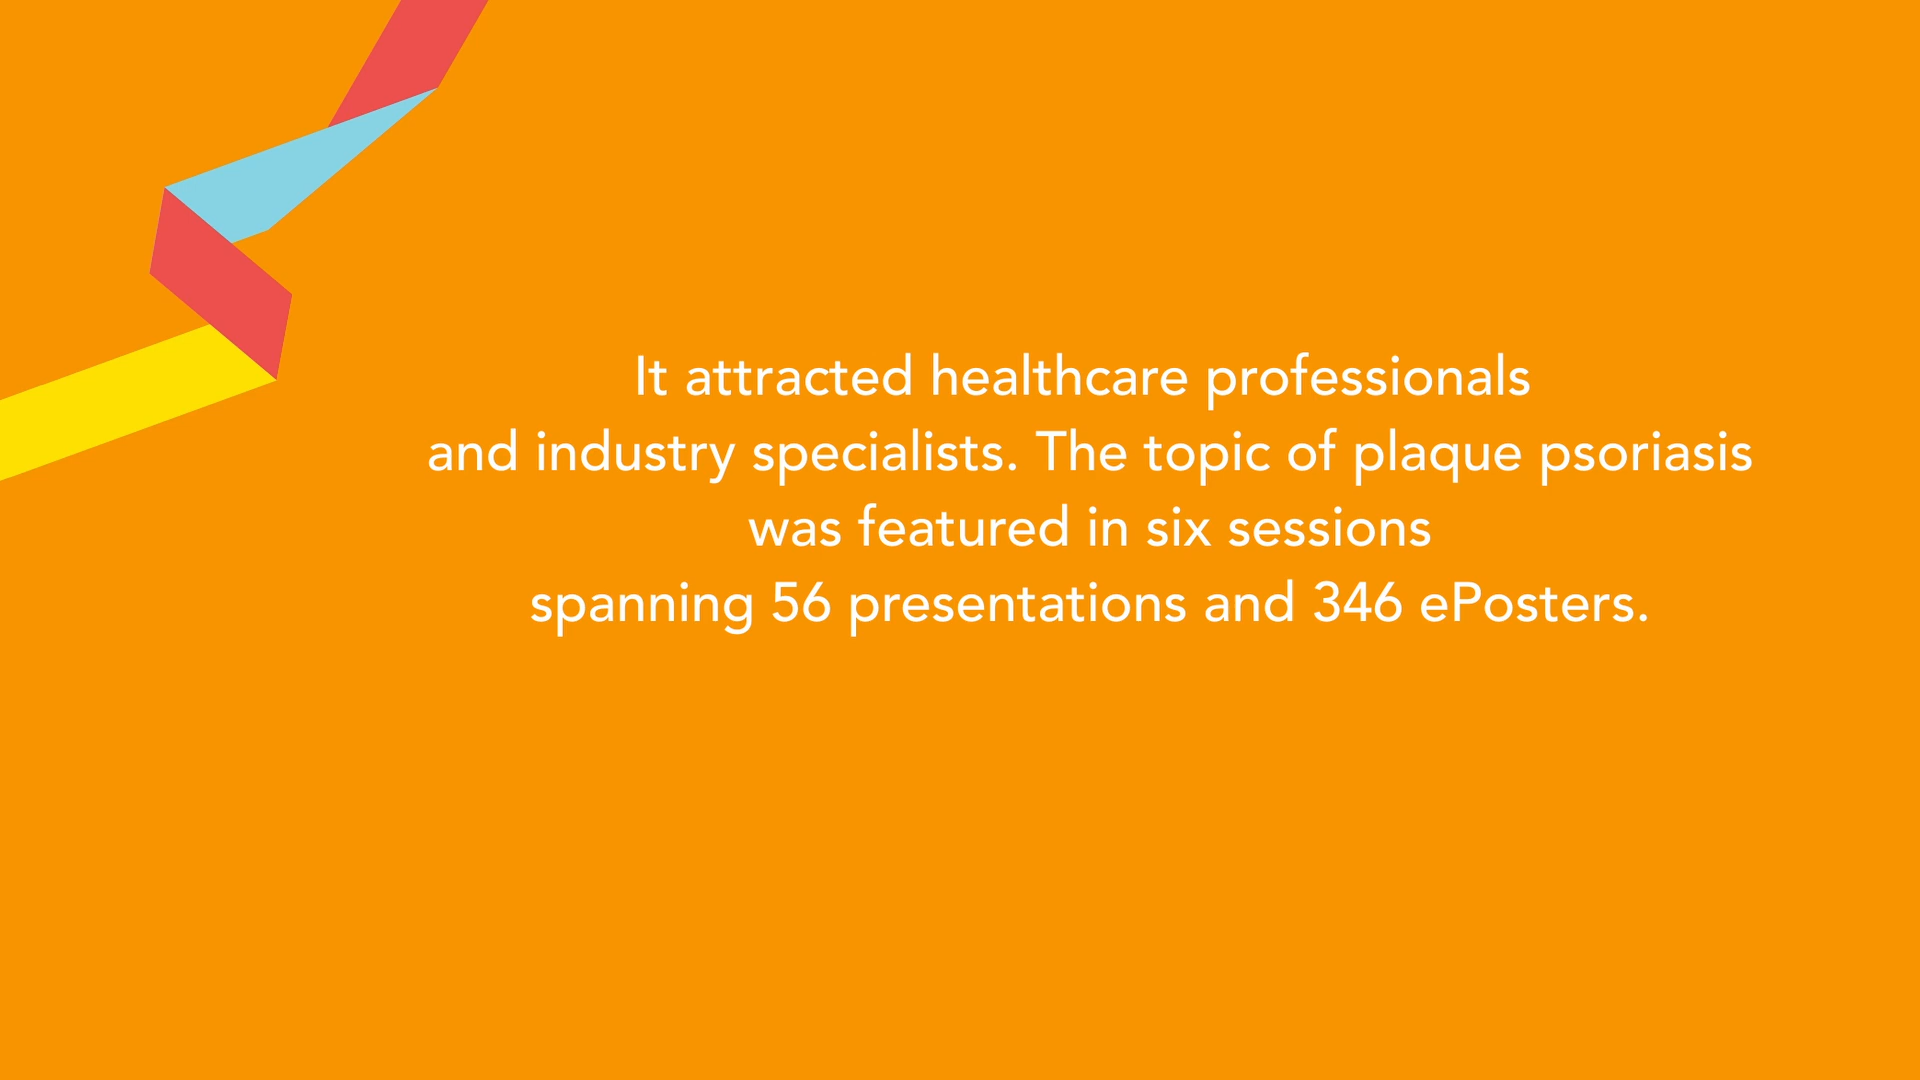 It attracted healthcare professionals
and industry specialists. The topic of plaque psoriasis
was featured in six sessions
spanning 56 presentations and 346 ePosters.